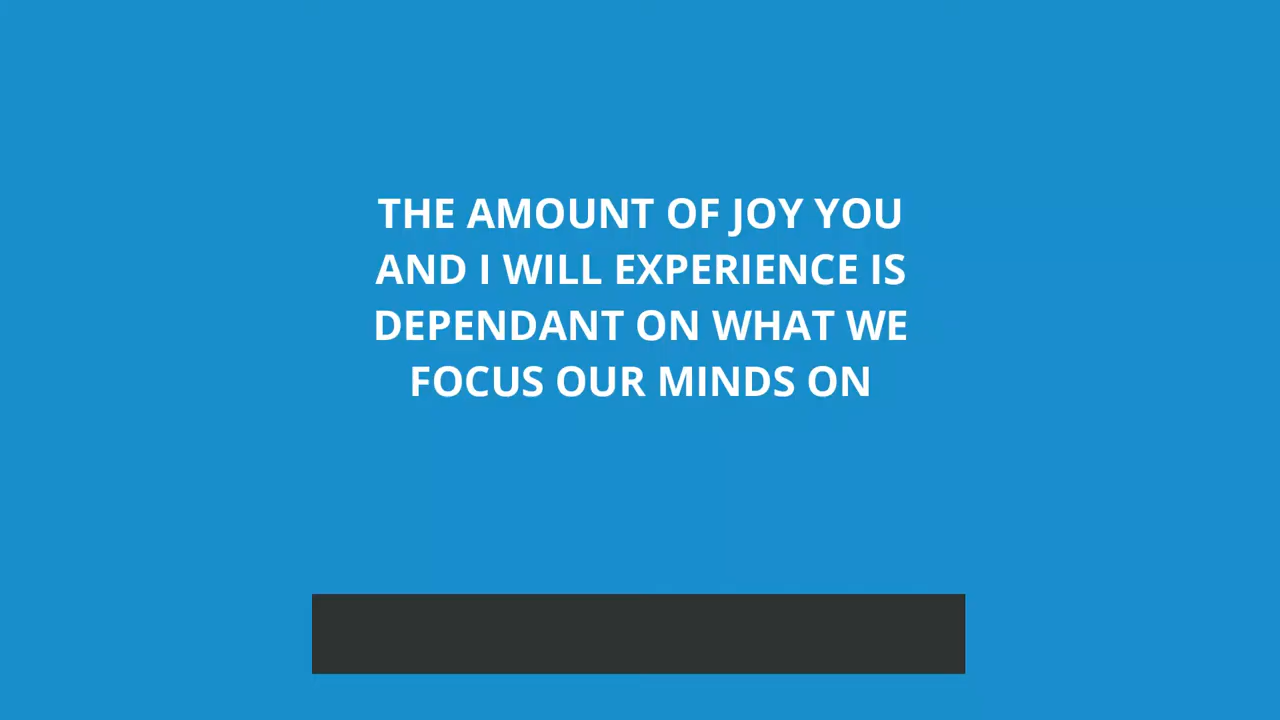 THE AMOUNT OF JOY YOU
AND I WILL EXPERIENCE IS
DEPENDANT ON WHAT WE
FOCUS OUR MINDS ON